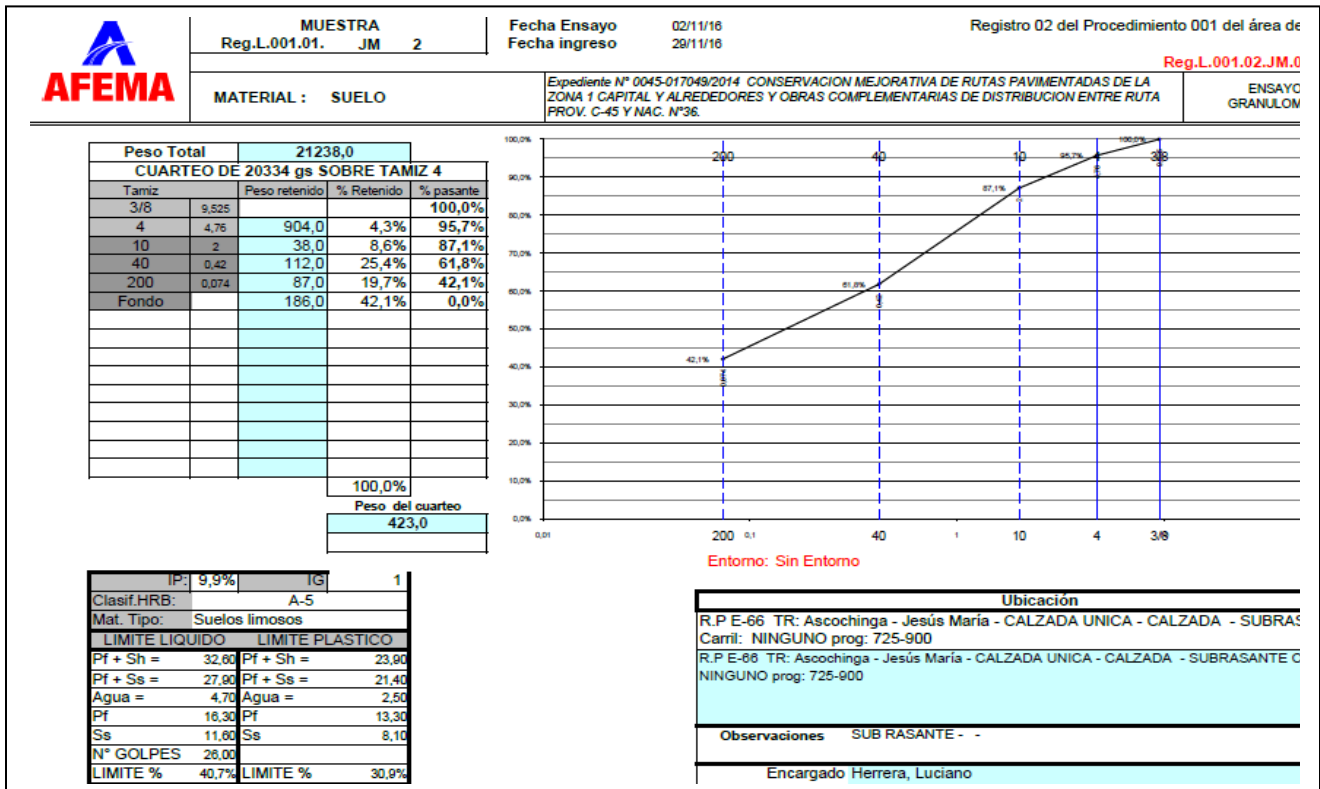 AFEMA
MUESTRA
Reg.L.001.01. JM 2
Fecha Ensayo 02/11/16
Fecha ingreso 29/11/16
Registro 02 del Procedimiento 001 del área de
Reg.L.001.02.JM.0
MATERIAL : SUELO
Expediente N° 0045-017049/2014 CONSERVACION MEJORATIVA DE RUTAS PAVIMENTADAS DE LA
ZONA 1 CAPITAL Y ALREDEDORES Y OBRAS COMPLEMENTARIAS DE DISTRIBUCION ENTRE RUTA
PROV. C-45 Y NAC. N°36.
ENSAYO
GRANULOM
Peso Total 21238,0
CUARTEO DE 20334 gs SOBRE TAMIZ 4
Tamiz Peso retenido % Retenido % pasante
3/8 9,525 100,0%
4 4,76 904,0 4,3% 95,7%
10 2 38,0 8,6% 87,1%
40 0,42 112,0 25,4% 61,8%
200 0,074 87,0 19,7% 42,1%
Fondo 186,0 42,1% 0,0%
100,0%
Peso del cuarteo
423,0
100,0%
90,0%
80,0%
70,0%
60,0%
50,0%
40,0%
30,0%
20,0%
10,0%
0,0%
200 40 10 4 3/8
100,0%
95,7%
87,1%
61,8%
42,1%
4,76
2
0,42
0,074
0,01 200 0,1 40 1 10 4 3/8
Entorno: Sin Entorno
IP: 9,9% IG 1
Clasif.HRB: A-5
Mat. Tipo: Suelos limosos
LIMITE LIQUIDO LIMITE PLASTICO
Pf + Sh = 32,60 Pf + Sh = 23,90
Pf + Ss = 27,90 Pf + Ss = 21,40
Agua = 4,70 Agua = 2,50
Pf 16,30 Pf 13,30
Ss 11,60 Ss 8,10
N° GOLPES 26,00
LIMITE % 40,7% LIMITE % 30,9%
Ubicación
R.P E-66 TR: Ascochinga - Jesús María - CALZADA UNICA - CALZADA - SUBRAS
Carril: NINGUNO prog: 725-900
R.P E-66 TR: Ascochinga - Jesús María - CALZADA UNICA - CALZADA - SUBRASANTE C
NINGUNO prog: 725-900
Observaciones SUB RASANTE - -
Encargado Herrera, Luciano